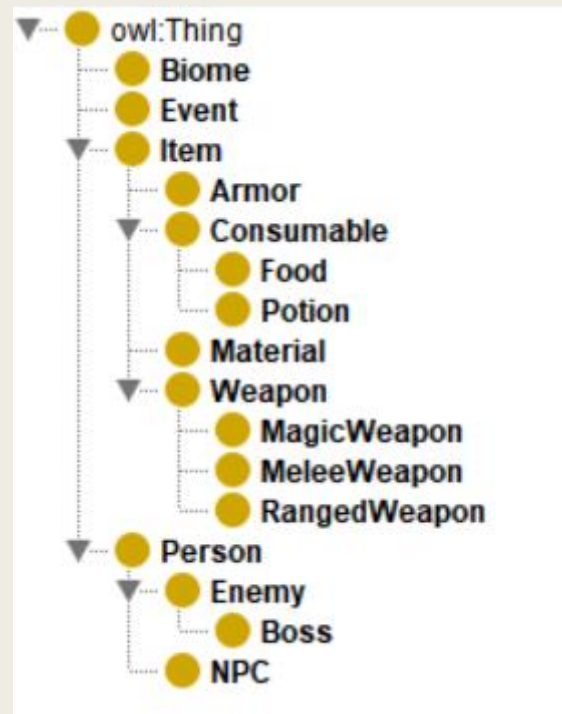 owl:Thing
Biome
Event
Item
Armor
Consumable
Food
Potion
Material
Weapon
MagicWeapon
MeleeWeapon
RangedWeapon
Person
Enemy
Boss
NPC